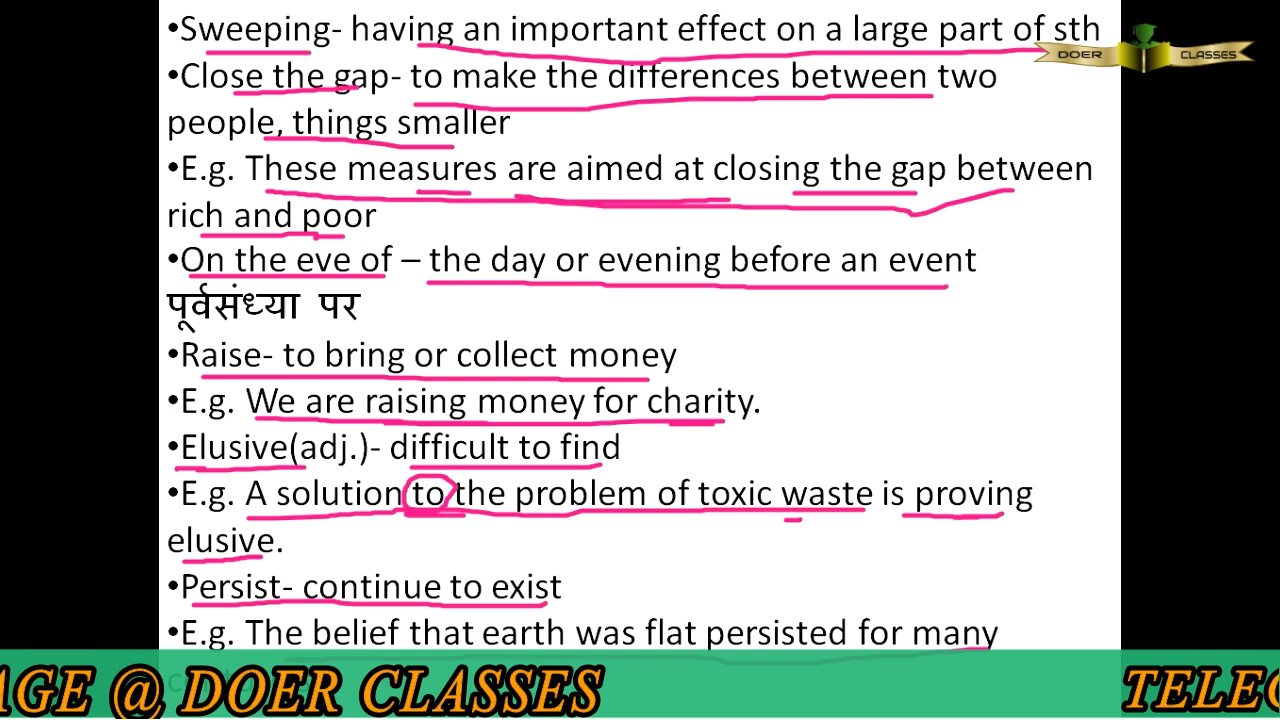 •Sweeping- having an important effect on a large part of sth
DOER CLASSES
•Close the gap- to make the differences between two
people, things smaller
•E.g. These measures are aimed at closing the gap between
rich and poor
•On the eve of – the day or evening before an event
पूर्वसंध्या पर
•Raise- to bring or collect money
•E.g. We are raising money for charity.
•Elusive(adj.)- difficult to find
•E.g. A solution to the problem of toxic waste is proving
elusive.
•Persist- continue to exist
•E.g. The belief that earth was flat persisted for many
AGE @ DOER CLASSES TELEG